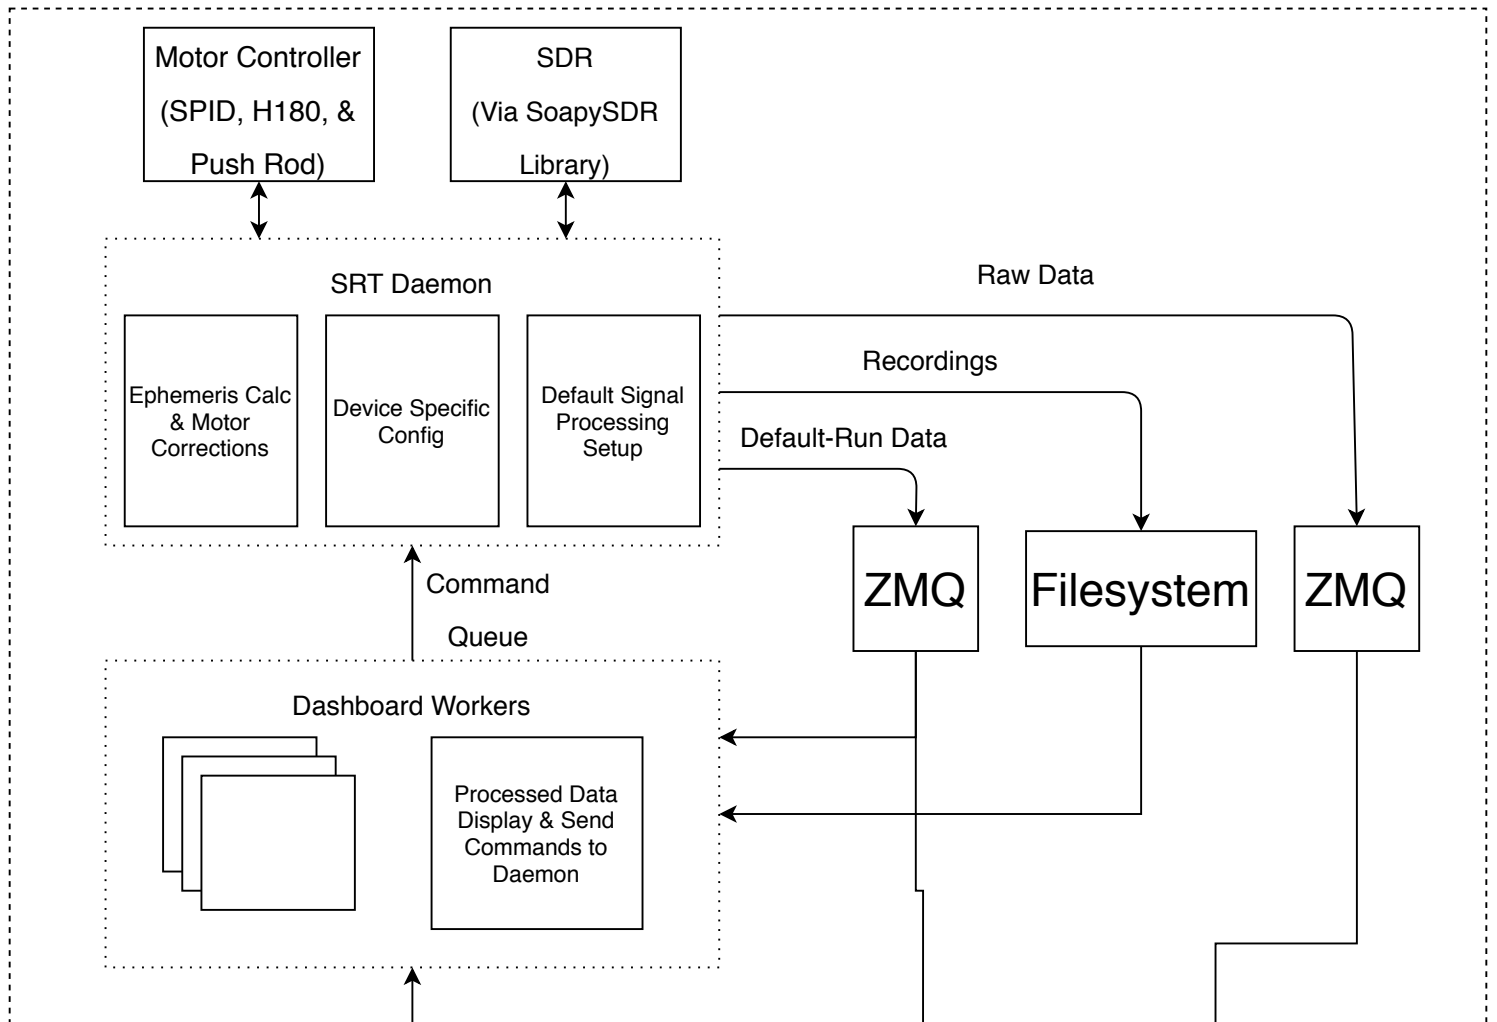 Motor Controller
(SPID, H180, &
Push Rod)
SDR
(Via SoapySDR
Library)
SRT Daemon
Ephemeris Calc
& Motor
Corrections
Device Specific
Config
Default Signal
Processing
Setup
Raw Data
Recordings
Default-Run Data
ZMQ
Filesystem
ZMQ
Command
Queue
Dashboard Workers
Processed Data
Display & Send
Commands to
Daemon